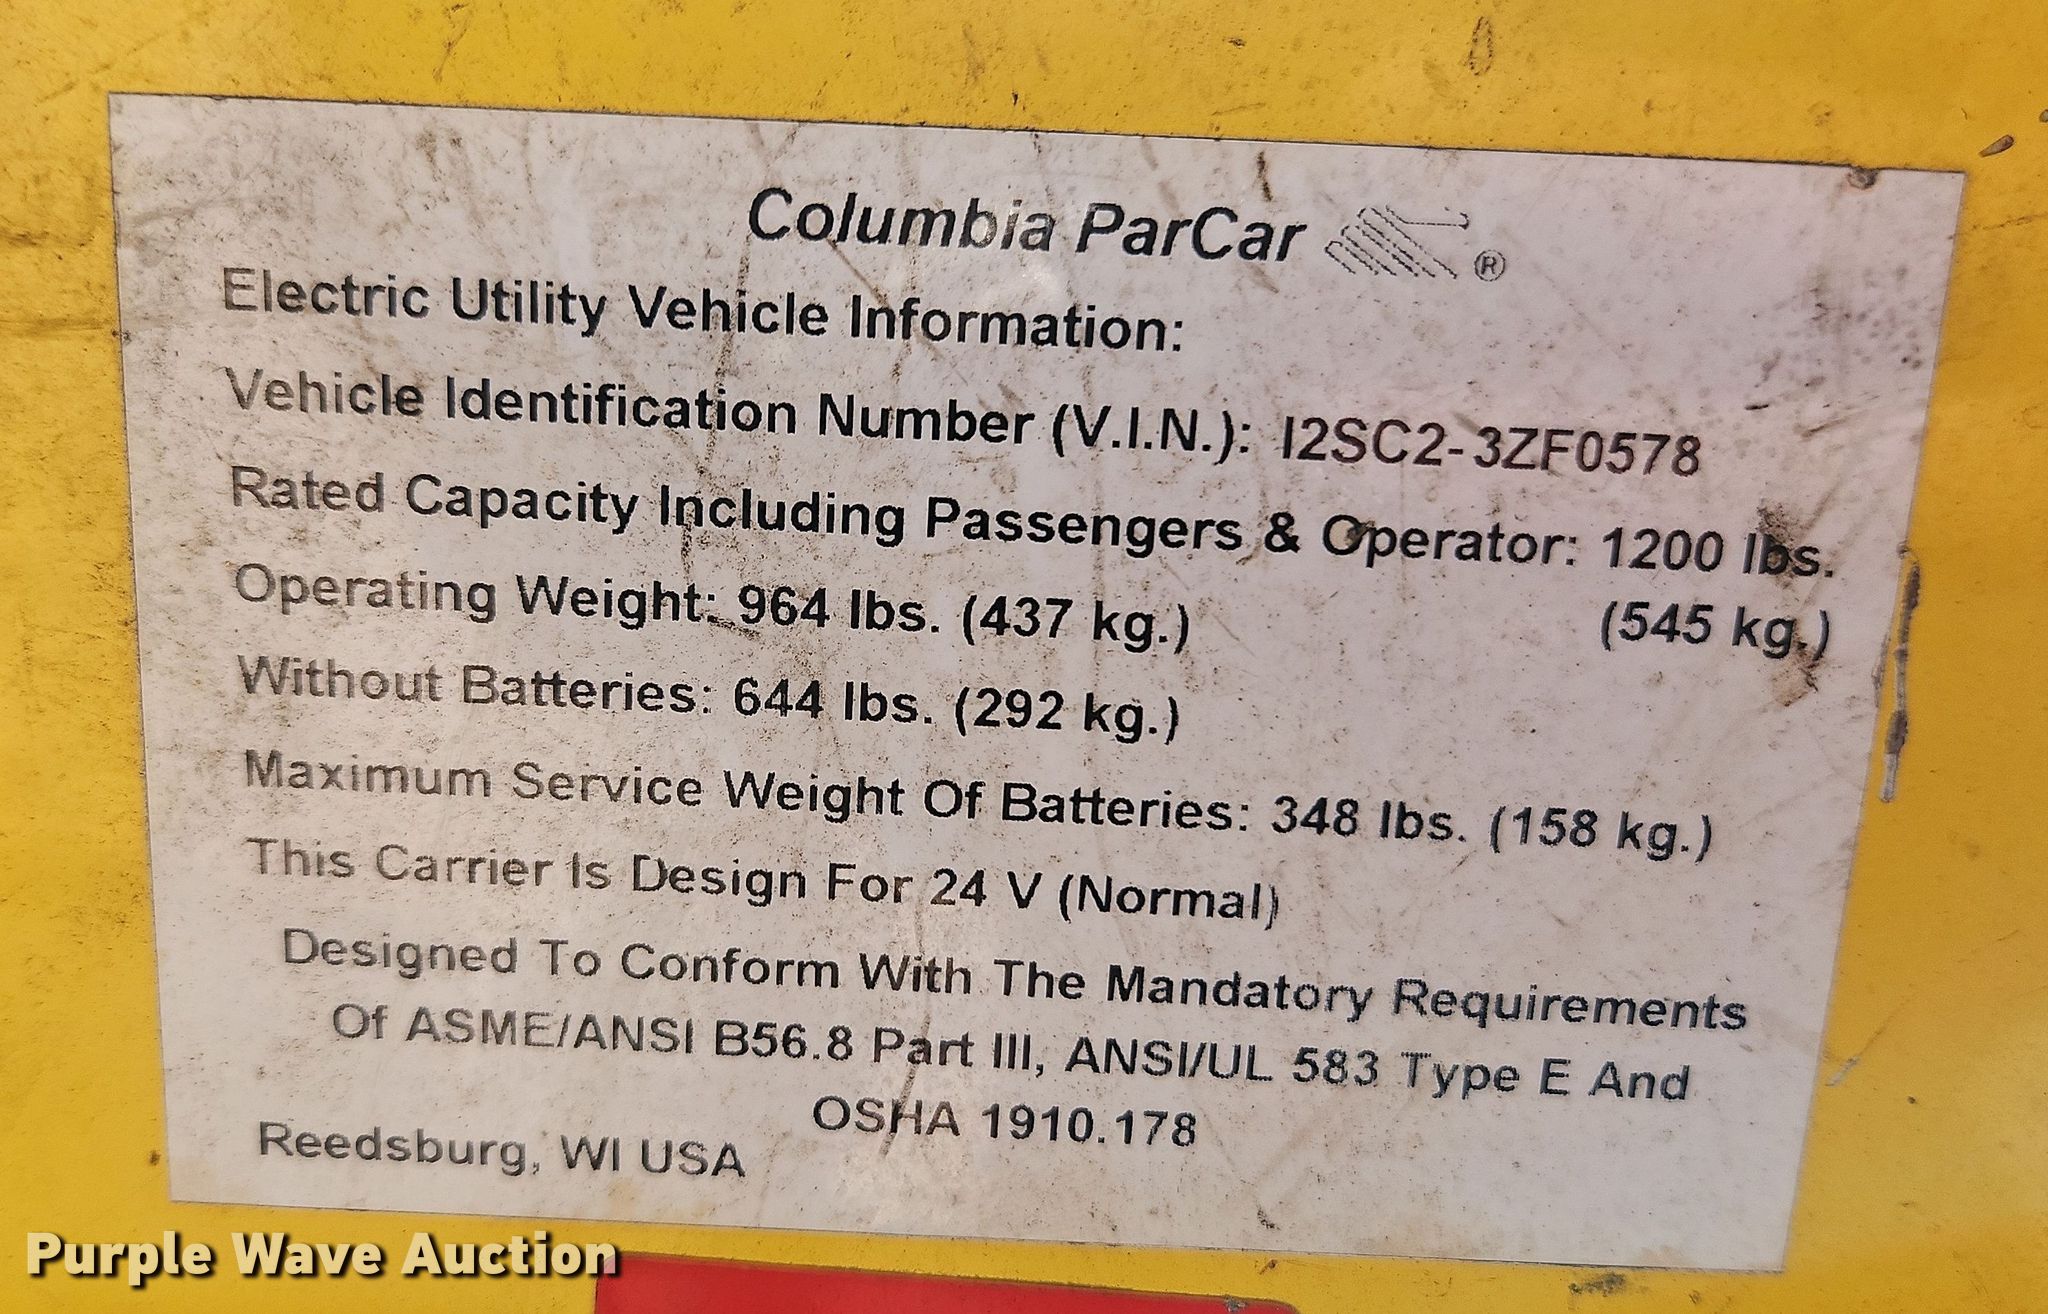 Columbia ParCar ®
Electric Utility Vehicle Information:
Vehicle Identification Number (V.I.N.): I2SC2-3ZF0578
Rated Capacity Including Passengers & Operator: 1200 lbs.
(545 kg.)
Operating Weight: 964 lbs. (437 kg.)
Without Batteries: 644 lbs. (292 kg.)
Maximum Service Weight Of Batteries: 348 lbs. (158 kg.)
This Carrier Is Design For 24 V (Normal)
Designed To Conform With The Mandatory Requirements
Of ASME/ANSI B56.8 Part III, ANSI/UL 583 Type E And
OSHA 1910.178
Reedsburg, WI USA
Purple Wave Auction